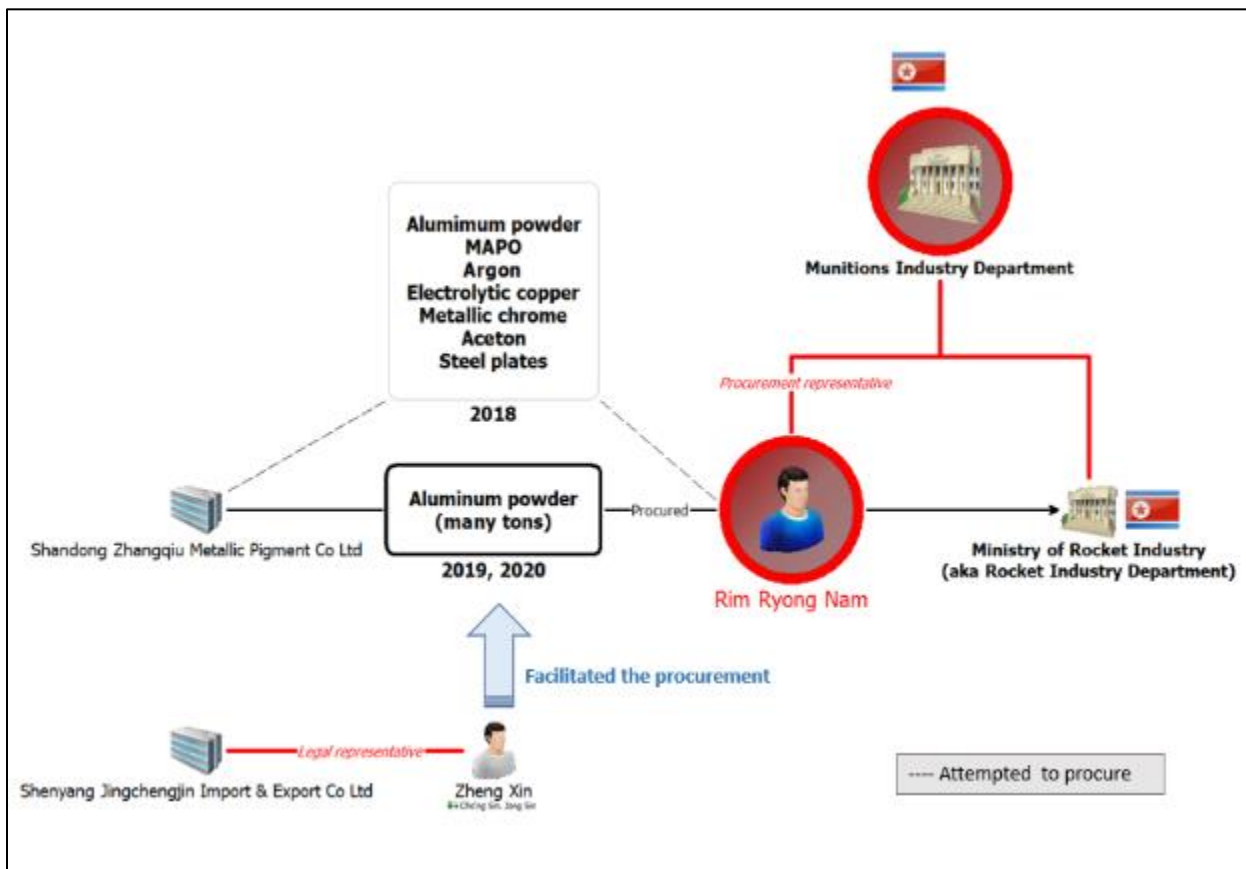 Munitions Industry Department
Alumimum powder
MAPO
Argon
Electrolytic copper
Metallic chrome
Aceton
Steel plates
2018
Procurement representative
Aluminum powder
(many tons)
2019, 2020
Procured
Shandong Zhangqiu Metallic Pigment Co Ltd
Rim Ryong Nam
Ministry of Rocket Industry
(aka Rocket Industry Department)
Facilitated the procurement
Legal representative
Shenyang Jingchengjin Import & Export Co Ltd
Zheng Xin
---- Attempted to procure